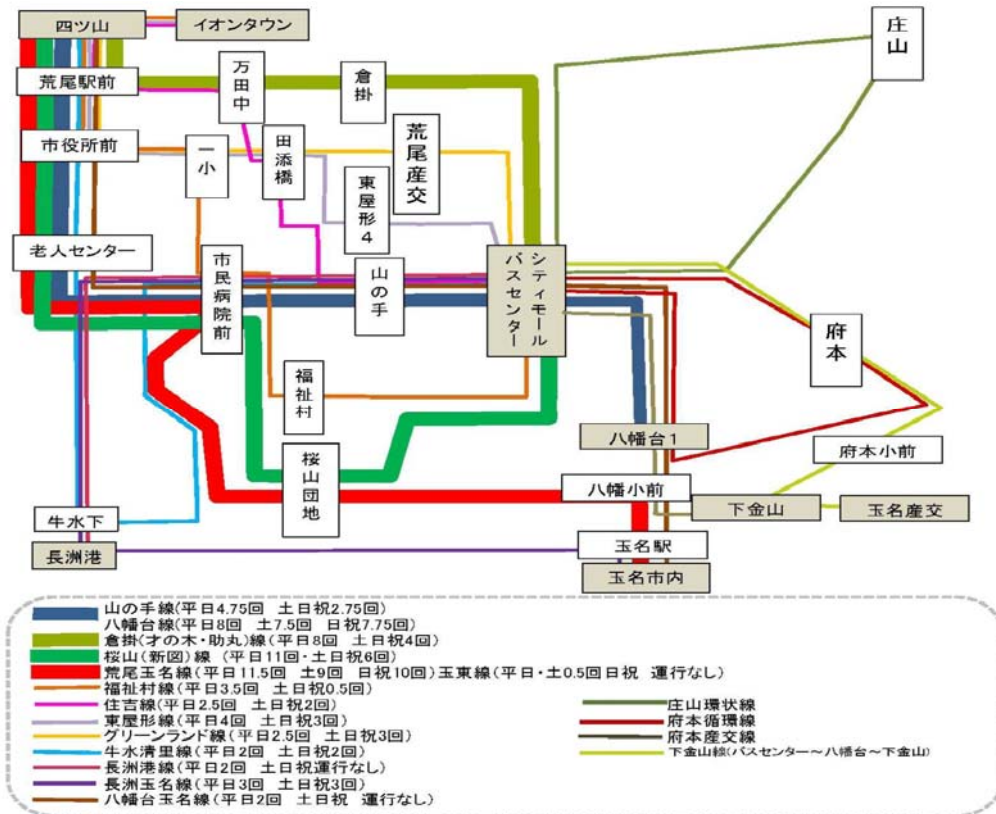 四ツ山
イオンタウン
庄山
荒尾駅前
万田中
倉掛
市役所前
一小
田添橋
荒尾産交
東屋形4
老人センター
市民病院前
山の手
シティモール
バスセンター
府本
福祉村
八幡台1
府本小前
桜山団地
八幡小前
下金山
玉名産交
牛水下
長洲港
玉名駅
玉名市内
山の手線(平日4.75回 土日祝2.75回)
八幡台線(平日8回 土7.5回 日祝7.75回)
倉掛(才の木・助丸)線(平日8回 土日祝4回)
桜山(新図)線 (平日11回・土日祝6回)
荒尾玉名線(平日11.5回 土9回 日祝10回)玉東線(平日・土0.5回日祝 運行なし)
福祉村線(平日3.5回 土日祝0.5回)
住吉線(平日2.5回 土日祝2回)
東屋形線(平日4回 土日祝3回)
グリーンランド線(平日2.5回 土日祝3回)
牛水清里線(平日2回 土日祝2回)
長洲港線(平日2回 土日祝運行なし)
長洲玉名線(平日3回 土日祝3回)
八幡台玉名線(平日2回 土日祝 運行なし)
庄山環状線
府本循環線
府本産交線
下金山線(バスセンター～八幡台～下金山)